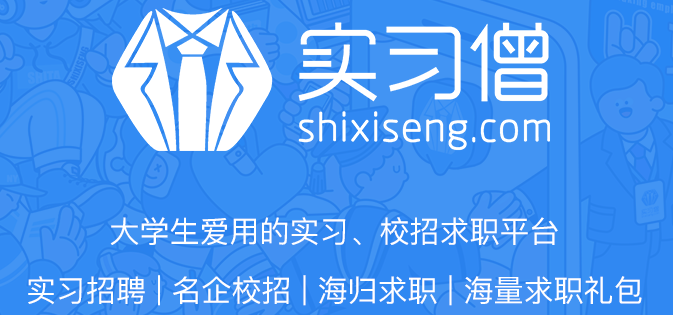 实习僧
shixiseng.com
大学生爱用的实习、校招求职平台
实习招聘 | 名企校招 | 海归求职 | 海量求职礼包